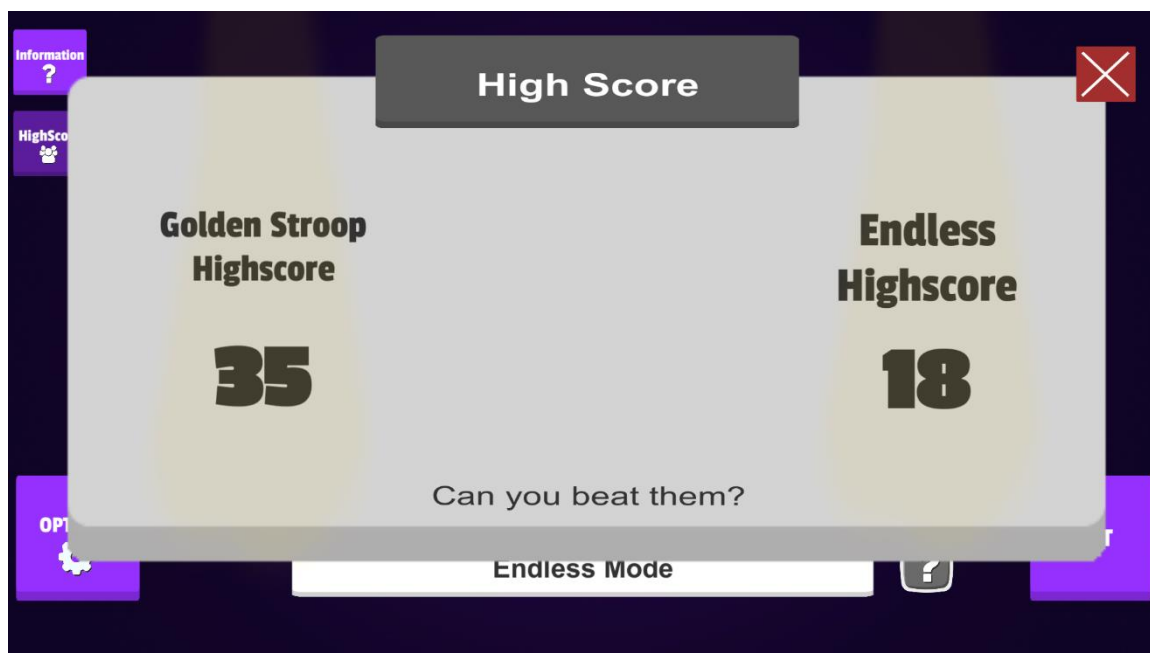 Information
?
High Score
HighSco
Golden Stroop
Highscore
35
Endless
Highscore
18
Can you beat them?
OPT
Endless Mode
?
T